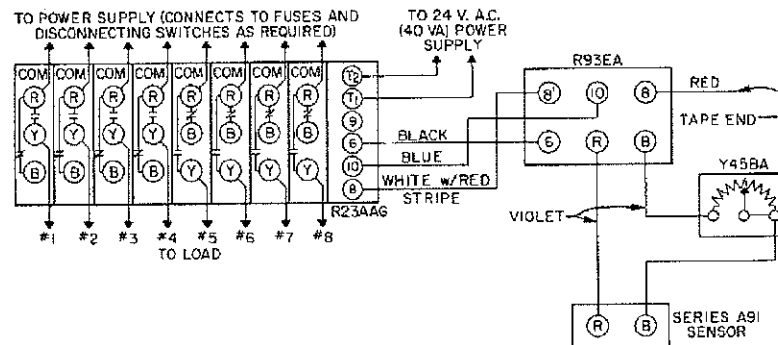 TO POWER SUPPLY (CONNECTS TO FUSES AND
DISCONNECTING SWITCHES AS REQUIRED)
TO 24 V. A.C.
(40 VA) POWER
SUPPLY
COM COM COM COM COM COM COM COM
R R R R R R R R
Y Y Y Y B B B B
B B B B Y Y Y Y
T2
T1
9
6
10
8
R23AAG
#1 #2 #3 #4 #5 #6 #7 #8
TO LOAD
BLACK
BLUE
WHITE W/RED
STRIPE
R93EA
8' 10 8
6 R B
RED
TAPE END
Y45BA
VIOLET
R B
SERIES A91
SENSOR